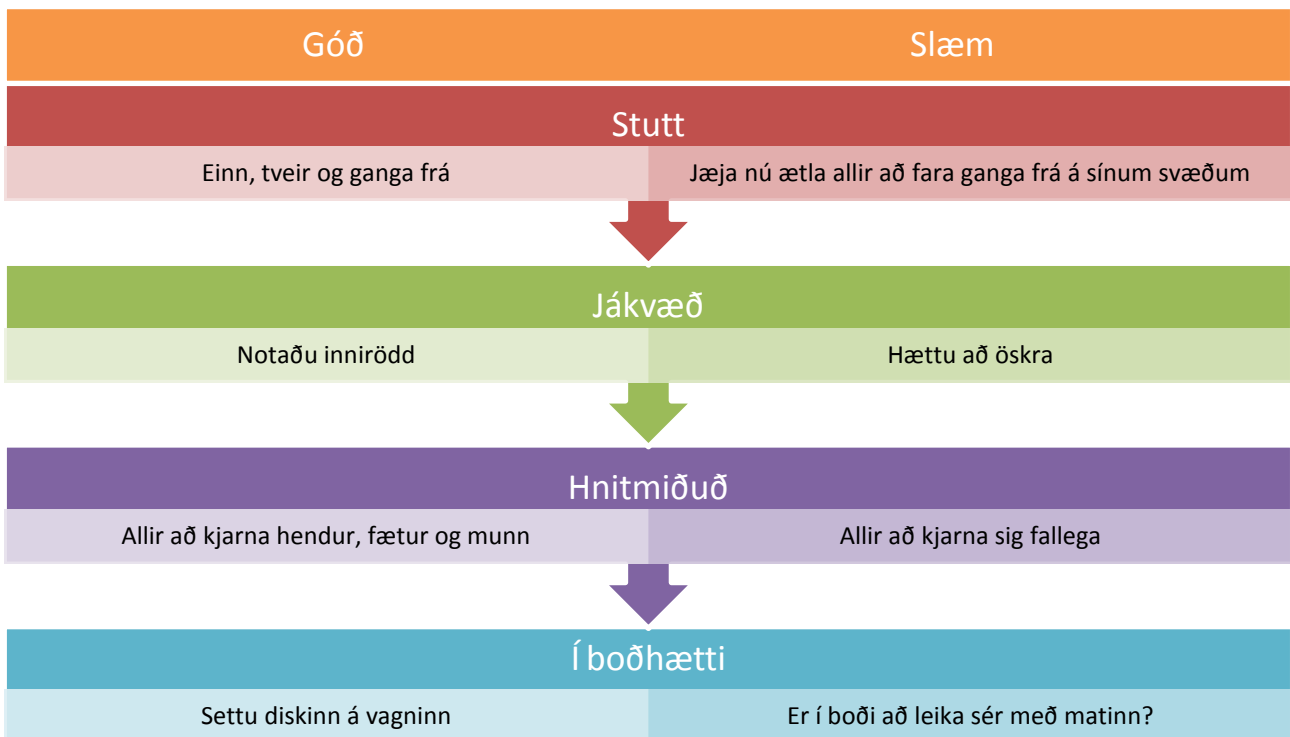 Góð Slæm
Stutt
Einn, tveir og ganga frá Jæja nú ætla allir að fara ganga frá á sínum svæðum
Jákvæð
Notaðu innirödd Hættu að öskra
Hnitmiðuð
Allir að kjarna hendur, fætur og munn Allir að kjarna sig fallega
Í boðhætti
Settu diskinn á vagninn Er í boði að leika sér með matinn?